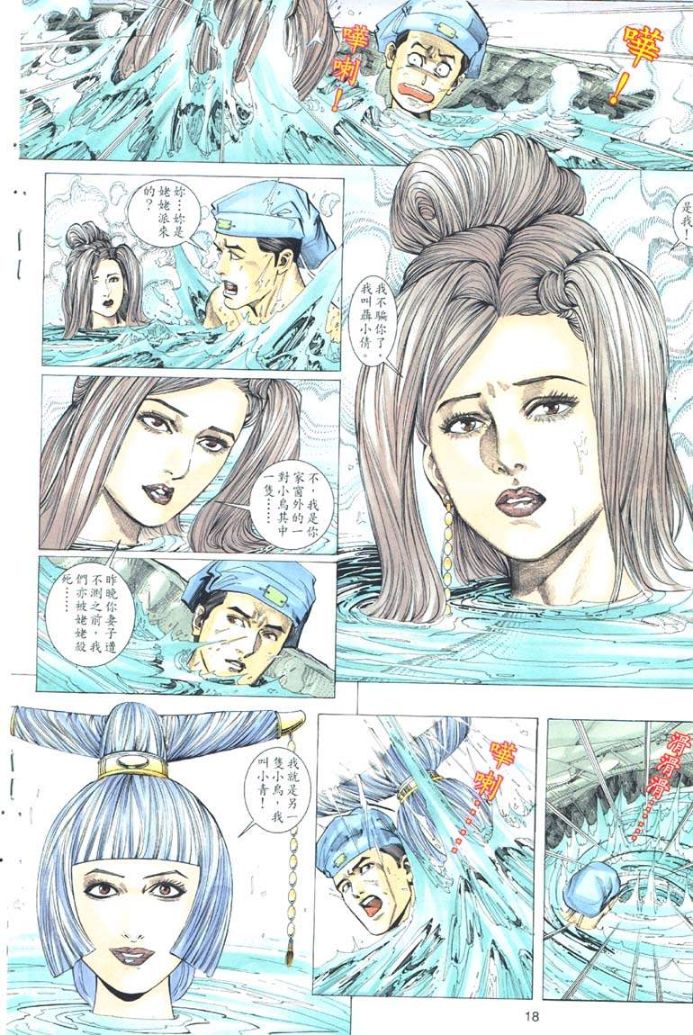 嘩！
嘩喇！
是我！
我不騙你了，
我叫聶小倩。
妳…妳是
姥姥派來
的？
不，我是你
家窗外的一
對小鳥其中
一隻……
昨晚你妻子遭
不測之前，我
們亦被姥姥殺
死……
我就是另一
隻小鳥，我
叫小青！
嘩喇……
滑滑滑……
18